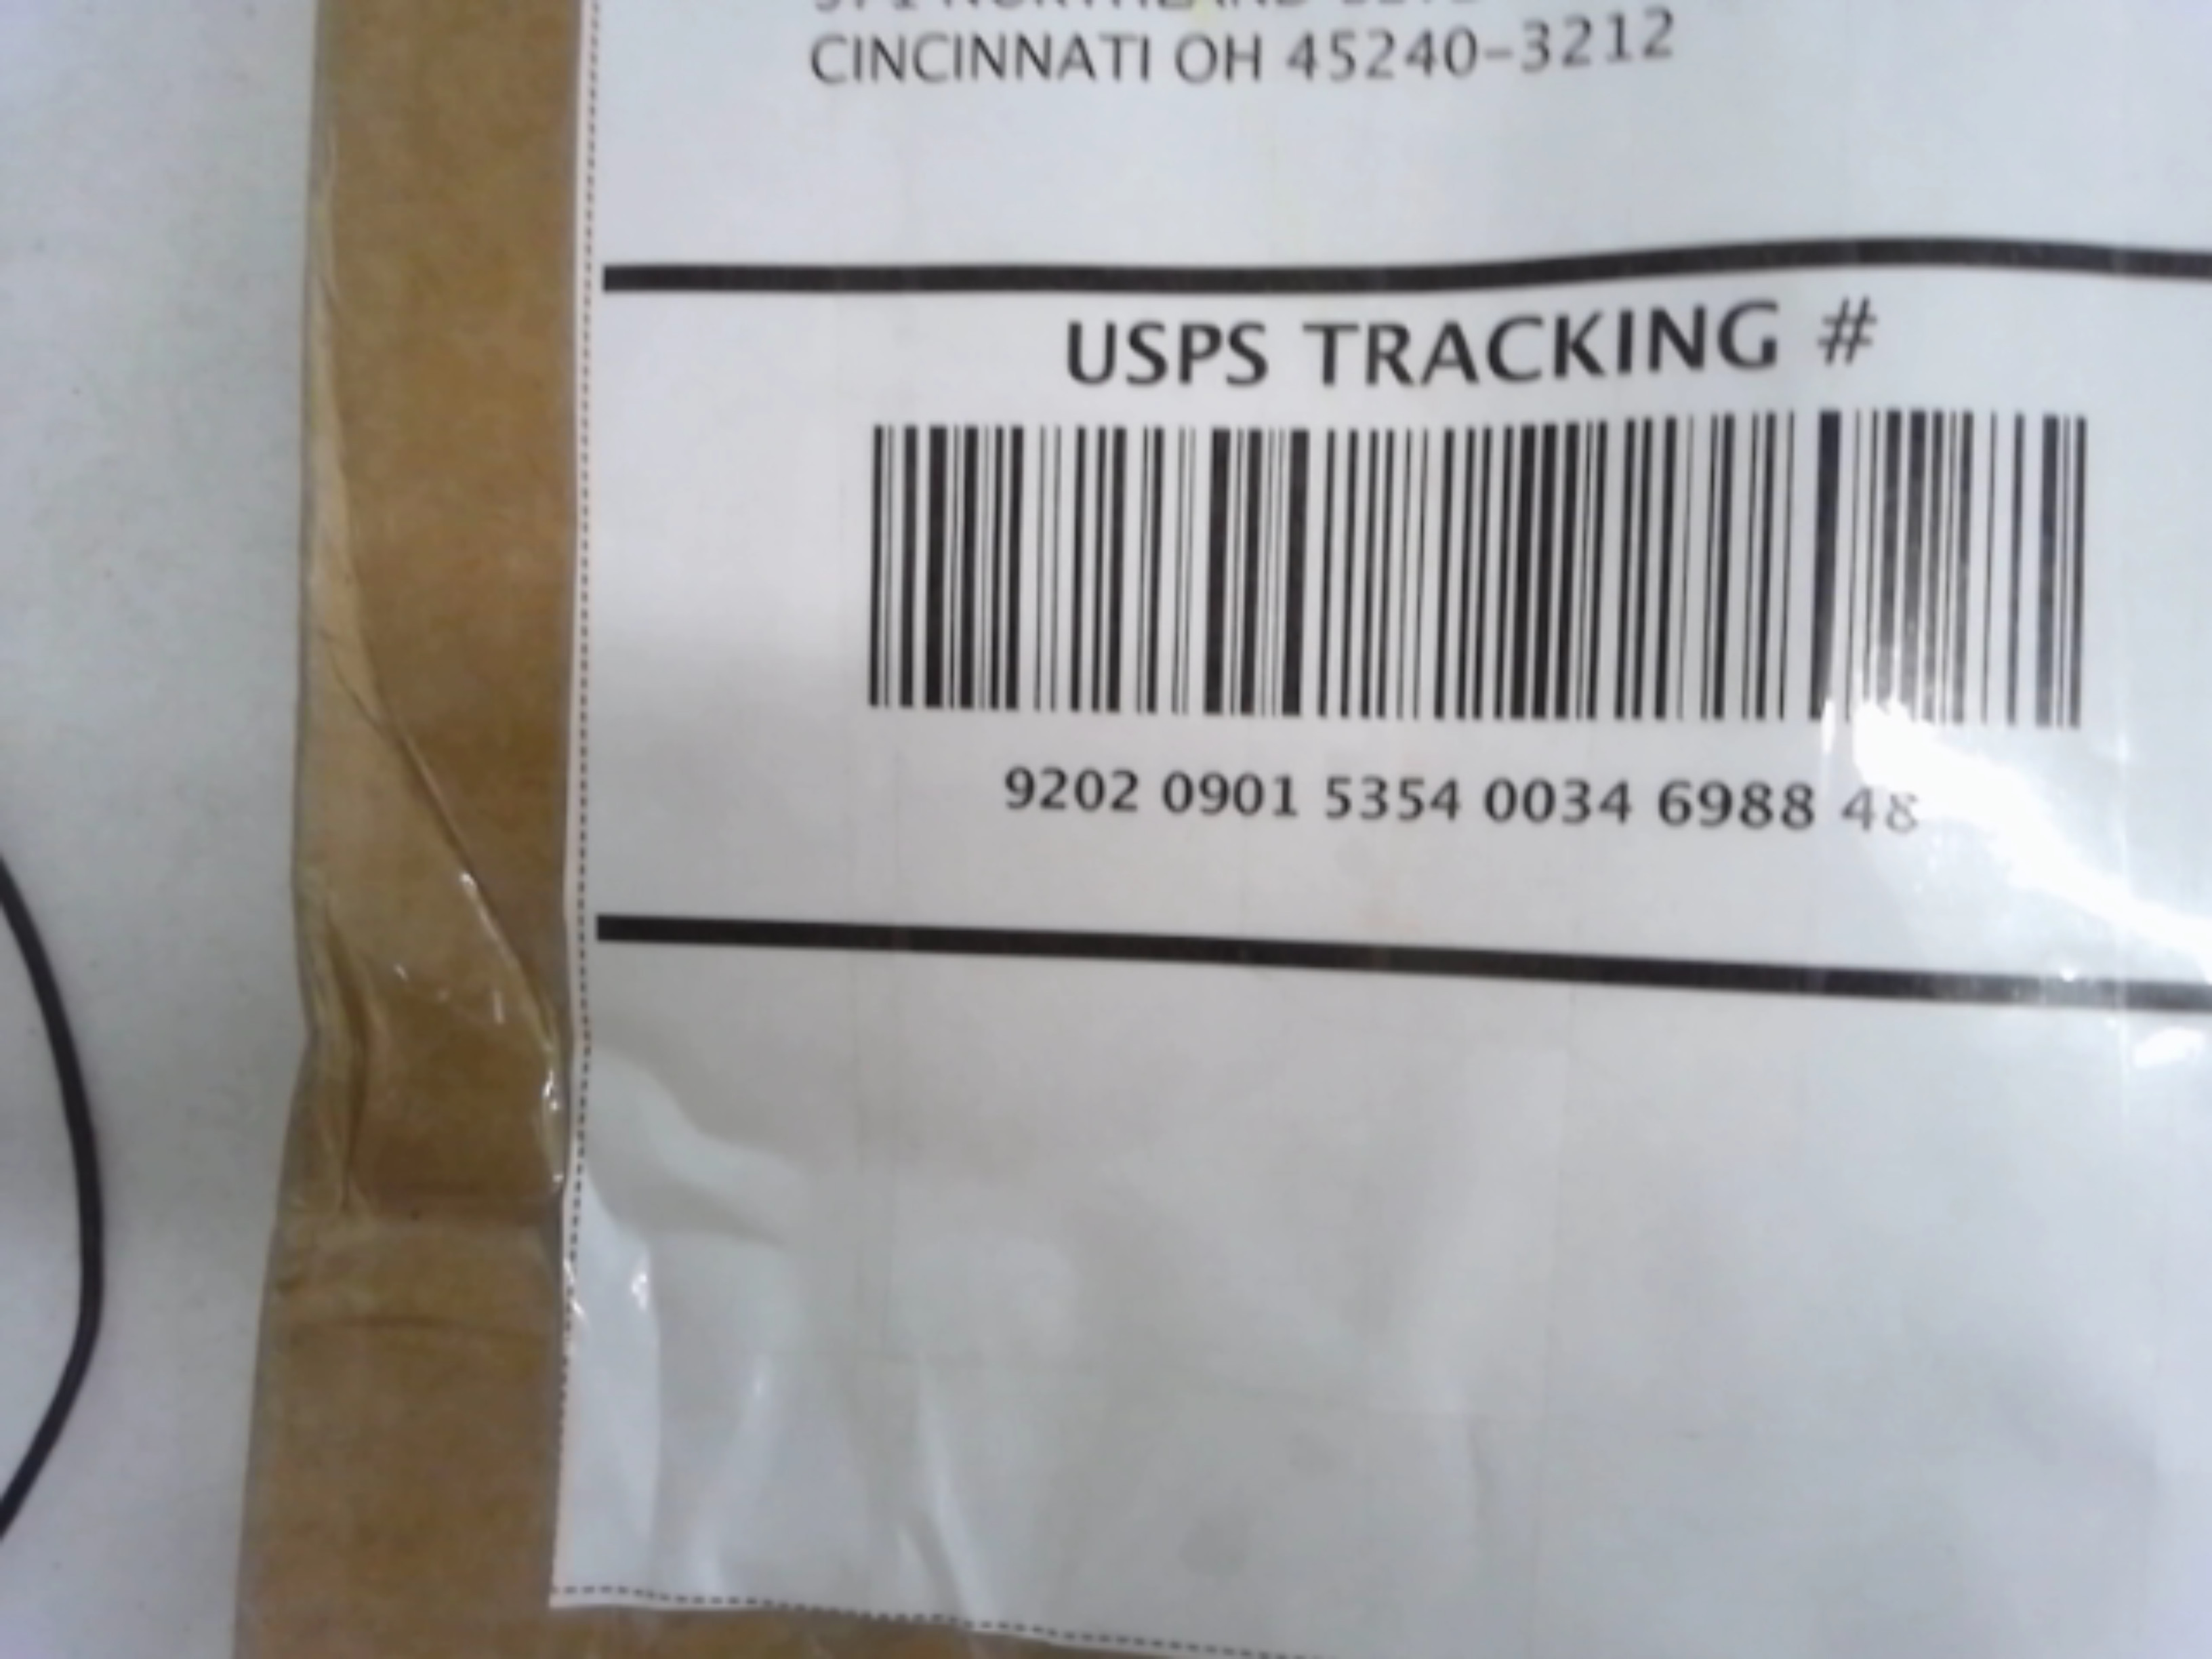 CINCINNATI OH 45240-3212
USPS TRACKING #
9202 0901 5354 0034 6988 48